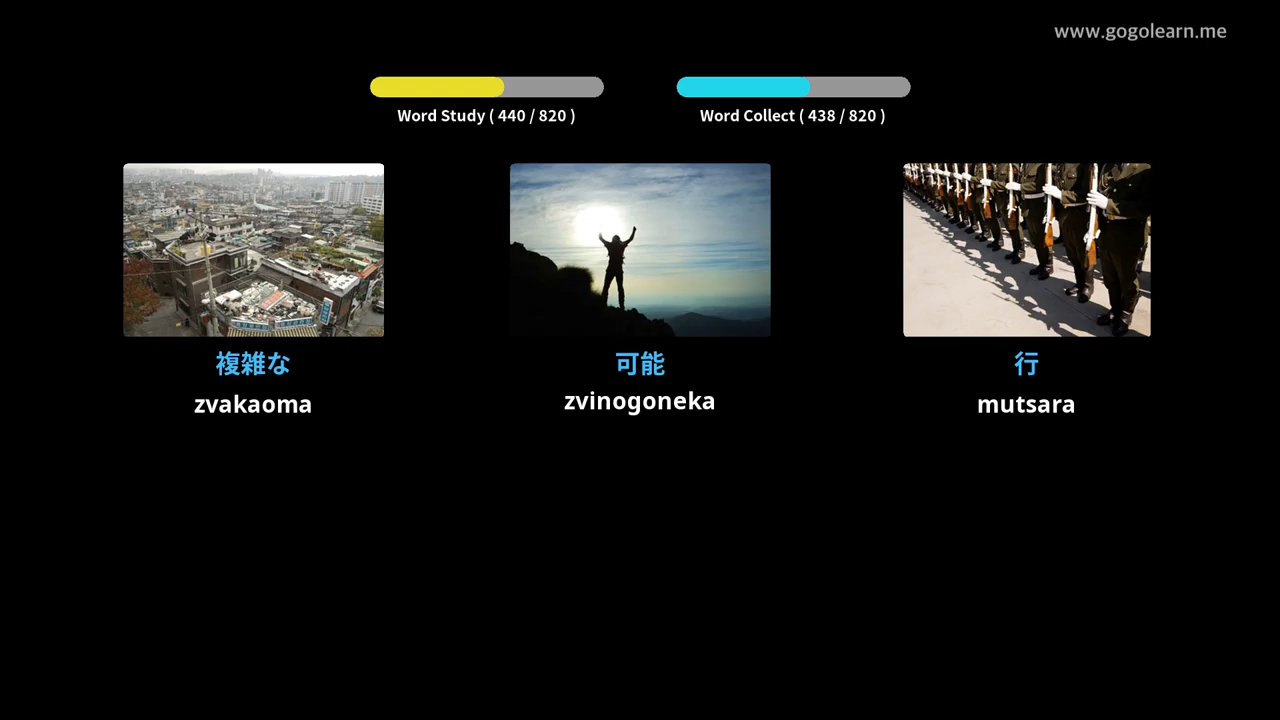 www.gogolearn.me
Word Study ( 440 / 820 )
Word Collect ( 438 / 820 )
複雑な
可能
行
zvakaoma
zvinogoneka
mutsara